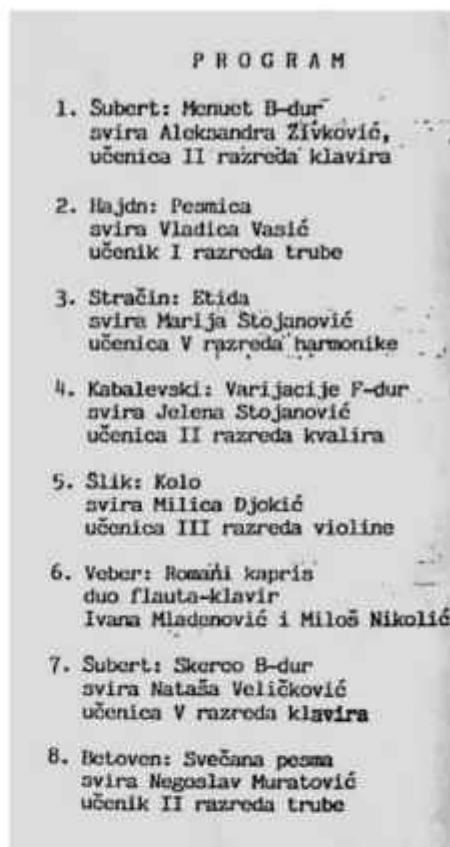 PROGRAM
1. Šubert: Menuet B-dur
svira Aleksandra Živković,
učenica II razreda klavira
2. Hajdn: Pesmica
svira Vladica Vasić
učenik I razreda trube
3. Stračin: Etida
svira Marija Stojanović
učenica V razreda harmonike
4. Kabalevski: Varijacije F-dur
svira Jelena Stojanović
učenica II razreda kvalira
5. Šlik: Kolo
svira Milica Djokić
učenica III razreda violine
6. Veber: Romani kapris
duo flauta-klavir
Ivana Mladenović i Miloš Nikolić
7. Šubert: Skerco B-dur
svira Nataša Veličković
učenica V razreda klavira
8. Betoven: Svečana pesma
svira Negoslav Muratović
učenik II razreda trube